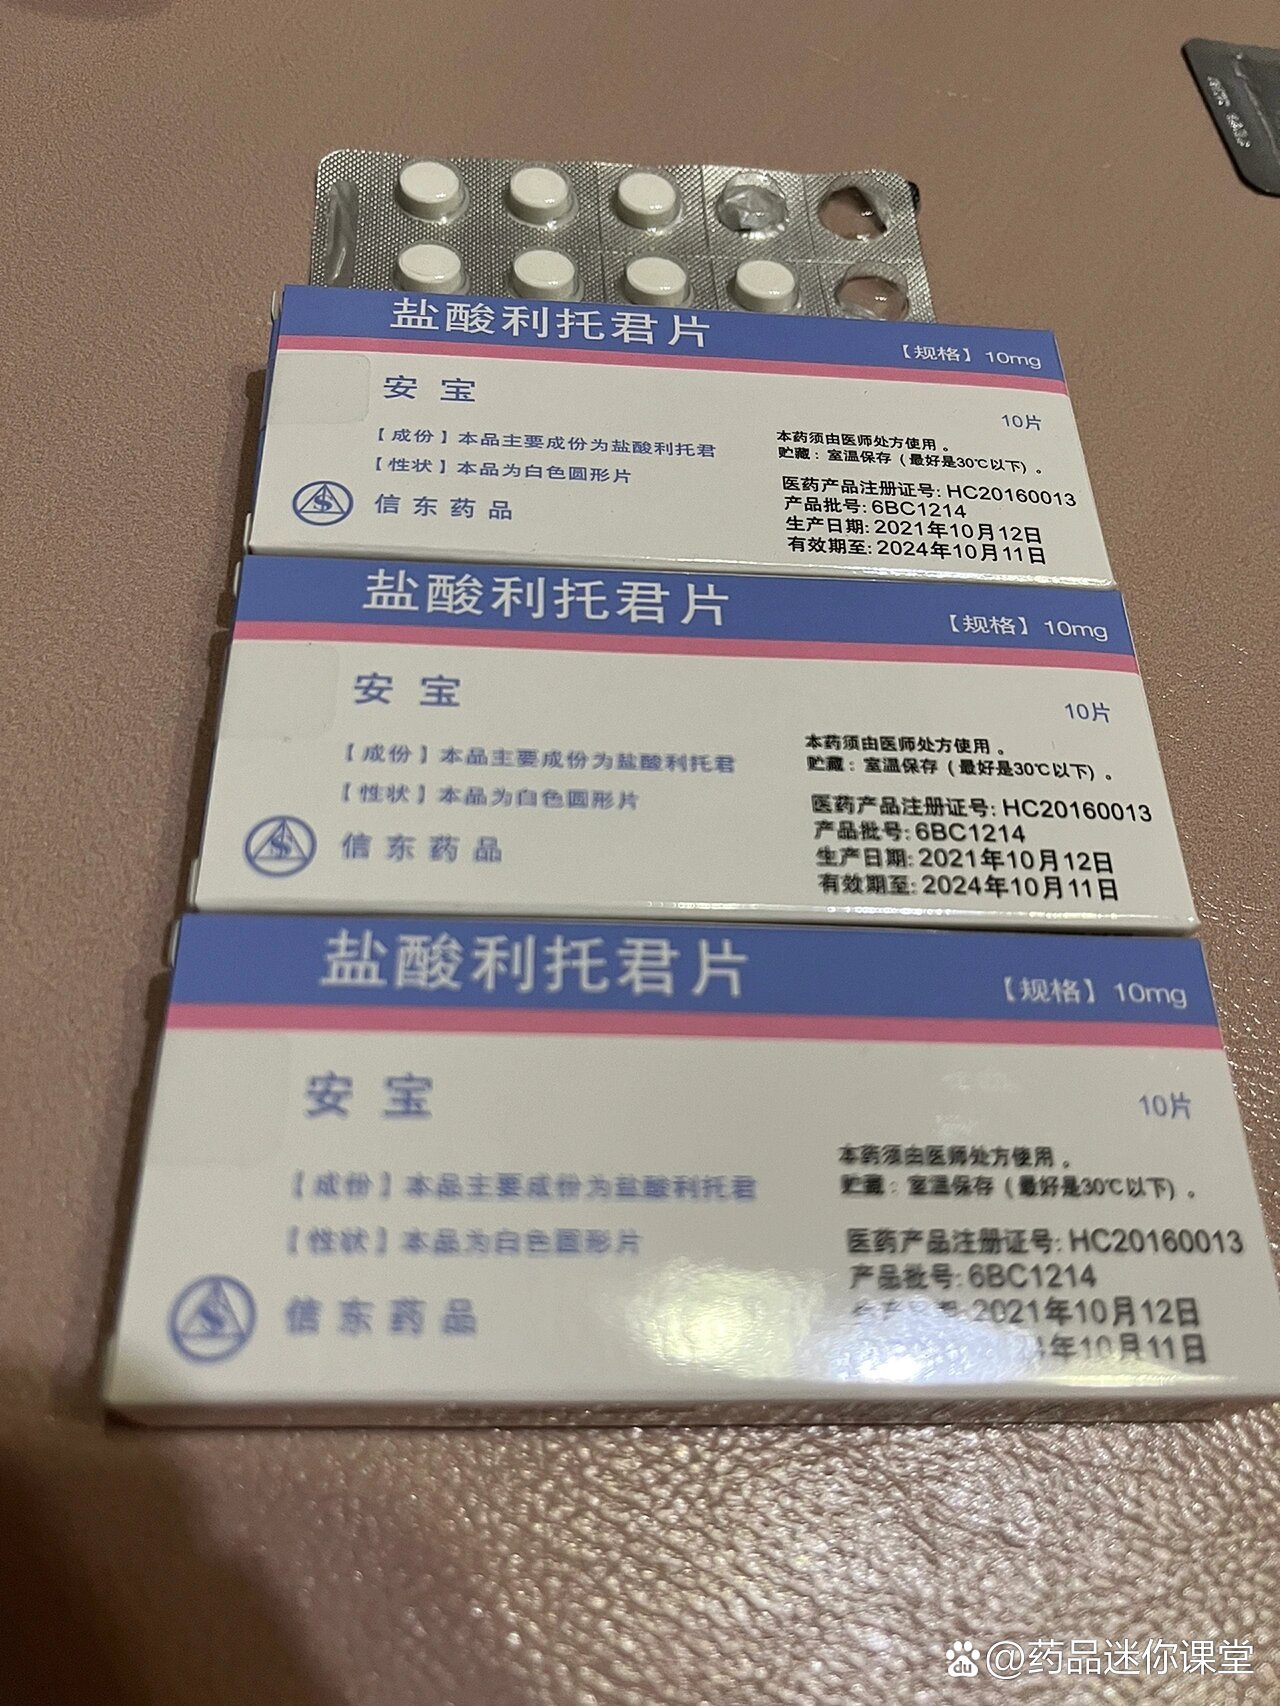 盐酸利托君片
【规格】10mg
安宝
10片
【成份】本品主要成份为盐酸利托君
【性状】本品为白色圆形片
信东药品
本药须由医师处方使用。
贮藏：室温保存（最好是30℃以下）。
医药产品注册证号: HC20160013
产品批号: 6BC1214
生产日期: 2021年10月12日
有效期至: 2024年10月11日
盐酸利托君片
【规格】10mg
安宝
10片
【成份】本品主要成份为盐酸利托君
【性状】本品为白色圆形片
信东药品
本药须由医师处方使用。
贮藏：室温保存（最好是30℃以下）。
医药产品注册证号: HC20160013
产品批号: 6BC1214
生产日期: 2021年10月12日
有效期至: 2024年10月11日
盐酸利托君片
【规格】10mg
安宝
10片
【成份】本品主要成份为盐酸利托君
【性状】本品为白色圆形片
信东药品
本药须由医师处方使用。
贮藏：室温保存（最好是30℃以下）。
医药产品注册证号: HC20160013
产品批号: 6BC1214
生产日期: 2021年10月12日
年10月11日
Bai du @药品迷你课堂